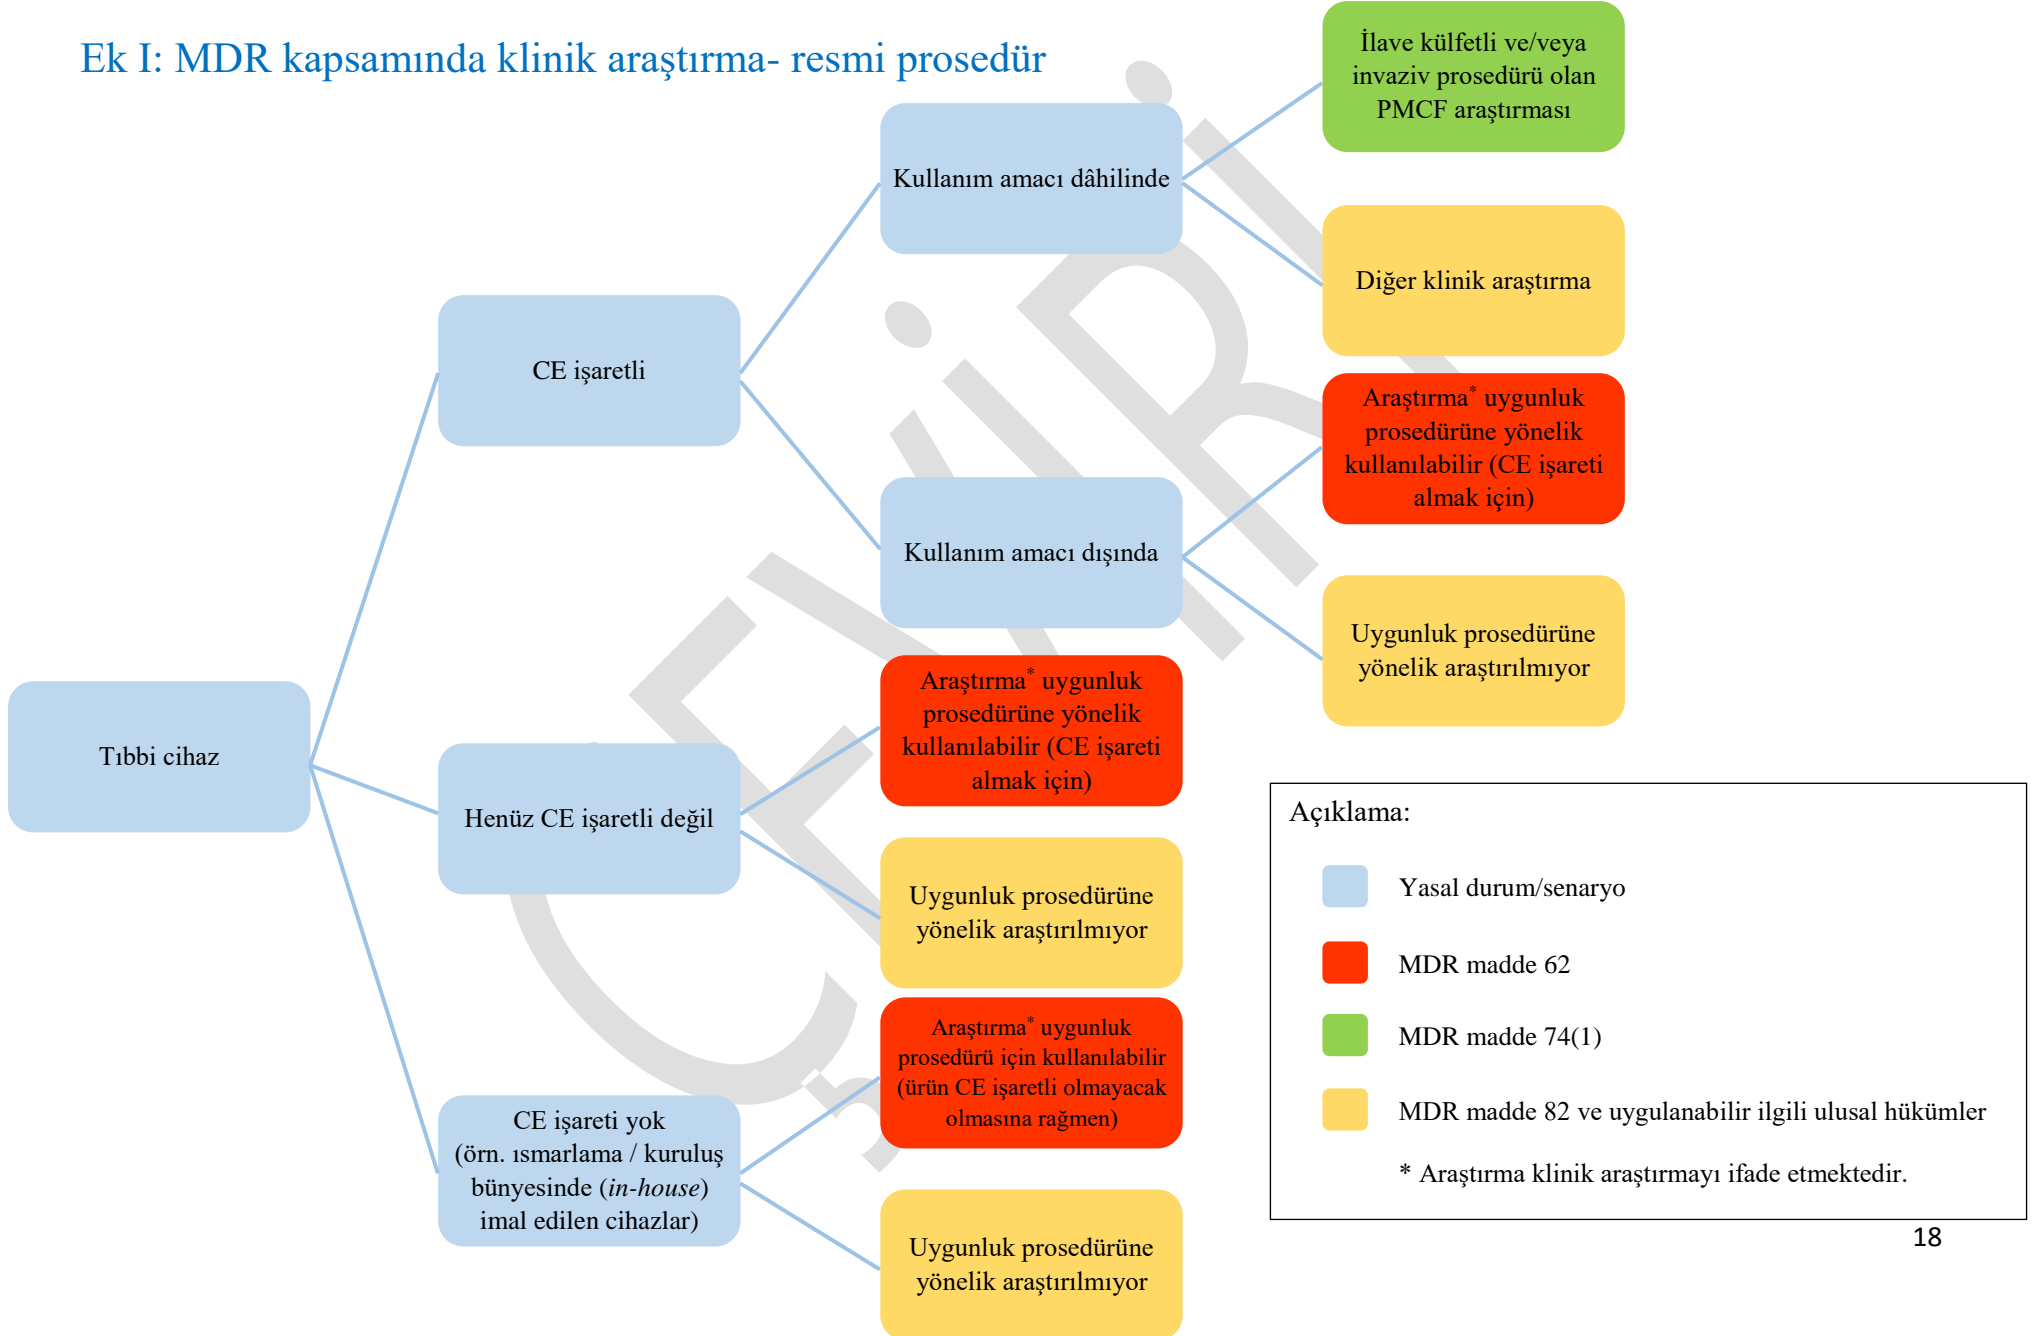 Ek I: MDR kapsamında klinik araştırma- resmi prosedür
İlave külfetli ve/veya
invaziv prosedürü olan
PMCF araştırması
Kullanım amacı dâhilinde
Diğer klinik araştırma
CE işaretli
Araştırma* uygunluk
prosedürüne yönelik
kullanılabilir (CE işareti
almak için)
Kullanım amacı dışında
Uygunluk prosedürüne
yönelik araştırılmıyor
Tıbbi cihaz
Araştırma* uygunluk
prosedürüne yönelik
kullanılabilir (CE işareti
almak için)
Henüz CE işaretli değil
Uygunluk prosedürüne
yönelik araştırılmıyor
Araştırma* uygunluk
prosedürü için kullanılabilir
(ürün CE işaretli olmayacak
olmasına rağmen)
CE işareti yok
(örn. ısmarlama / kuruluş
bünyesinde (in-house)
imal edilen cihazlar)
Uygunluk prosedürüne
yönelik araştırılmıyor
Açıklama:
Yasal durum/senaryo
MDR madde 62
MDR madde 74(1)
MDR madde 82 ve uygulanabilir ilgili ulusal hükümler
* Araştırma klinik araştırmayı ifade etmektedir.
18
ÇEVİRİ